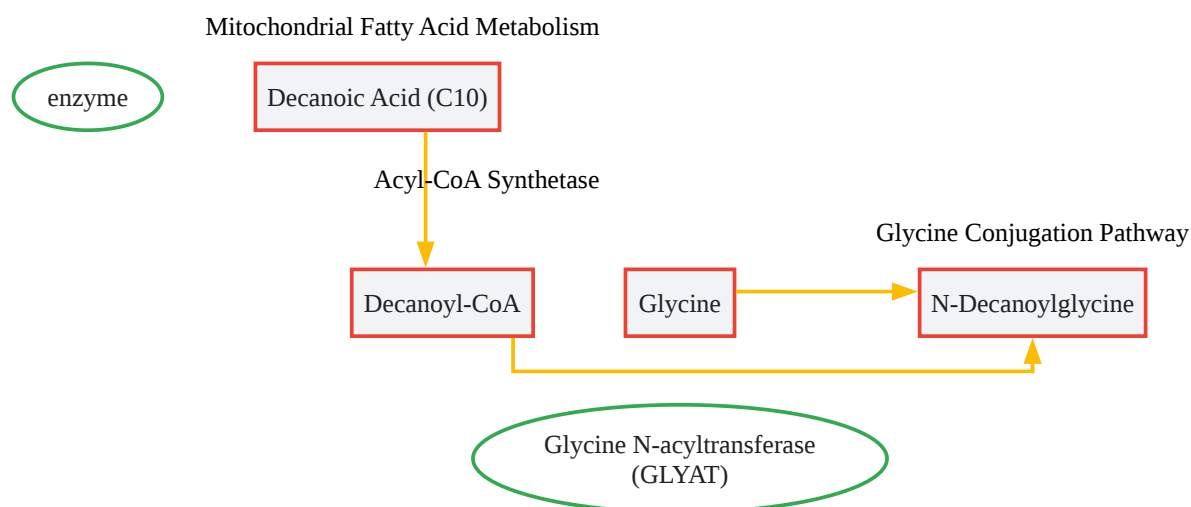 Mitochondrial Fatty Acid Metabolism
enzyme
Decanoic Acid (C10)
Acyl-CoA Synthetase
Glycine Conjugation Pathway
Decanoyl-CoA
Glycine
N-Decanoylglycine
Glycine N-acyltransferase
(GLYAT)